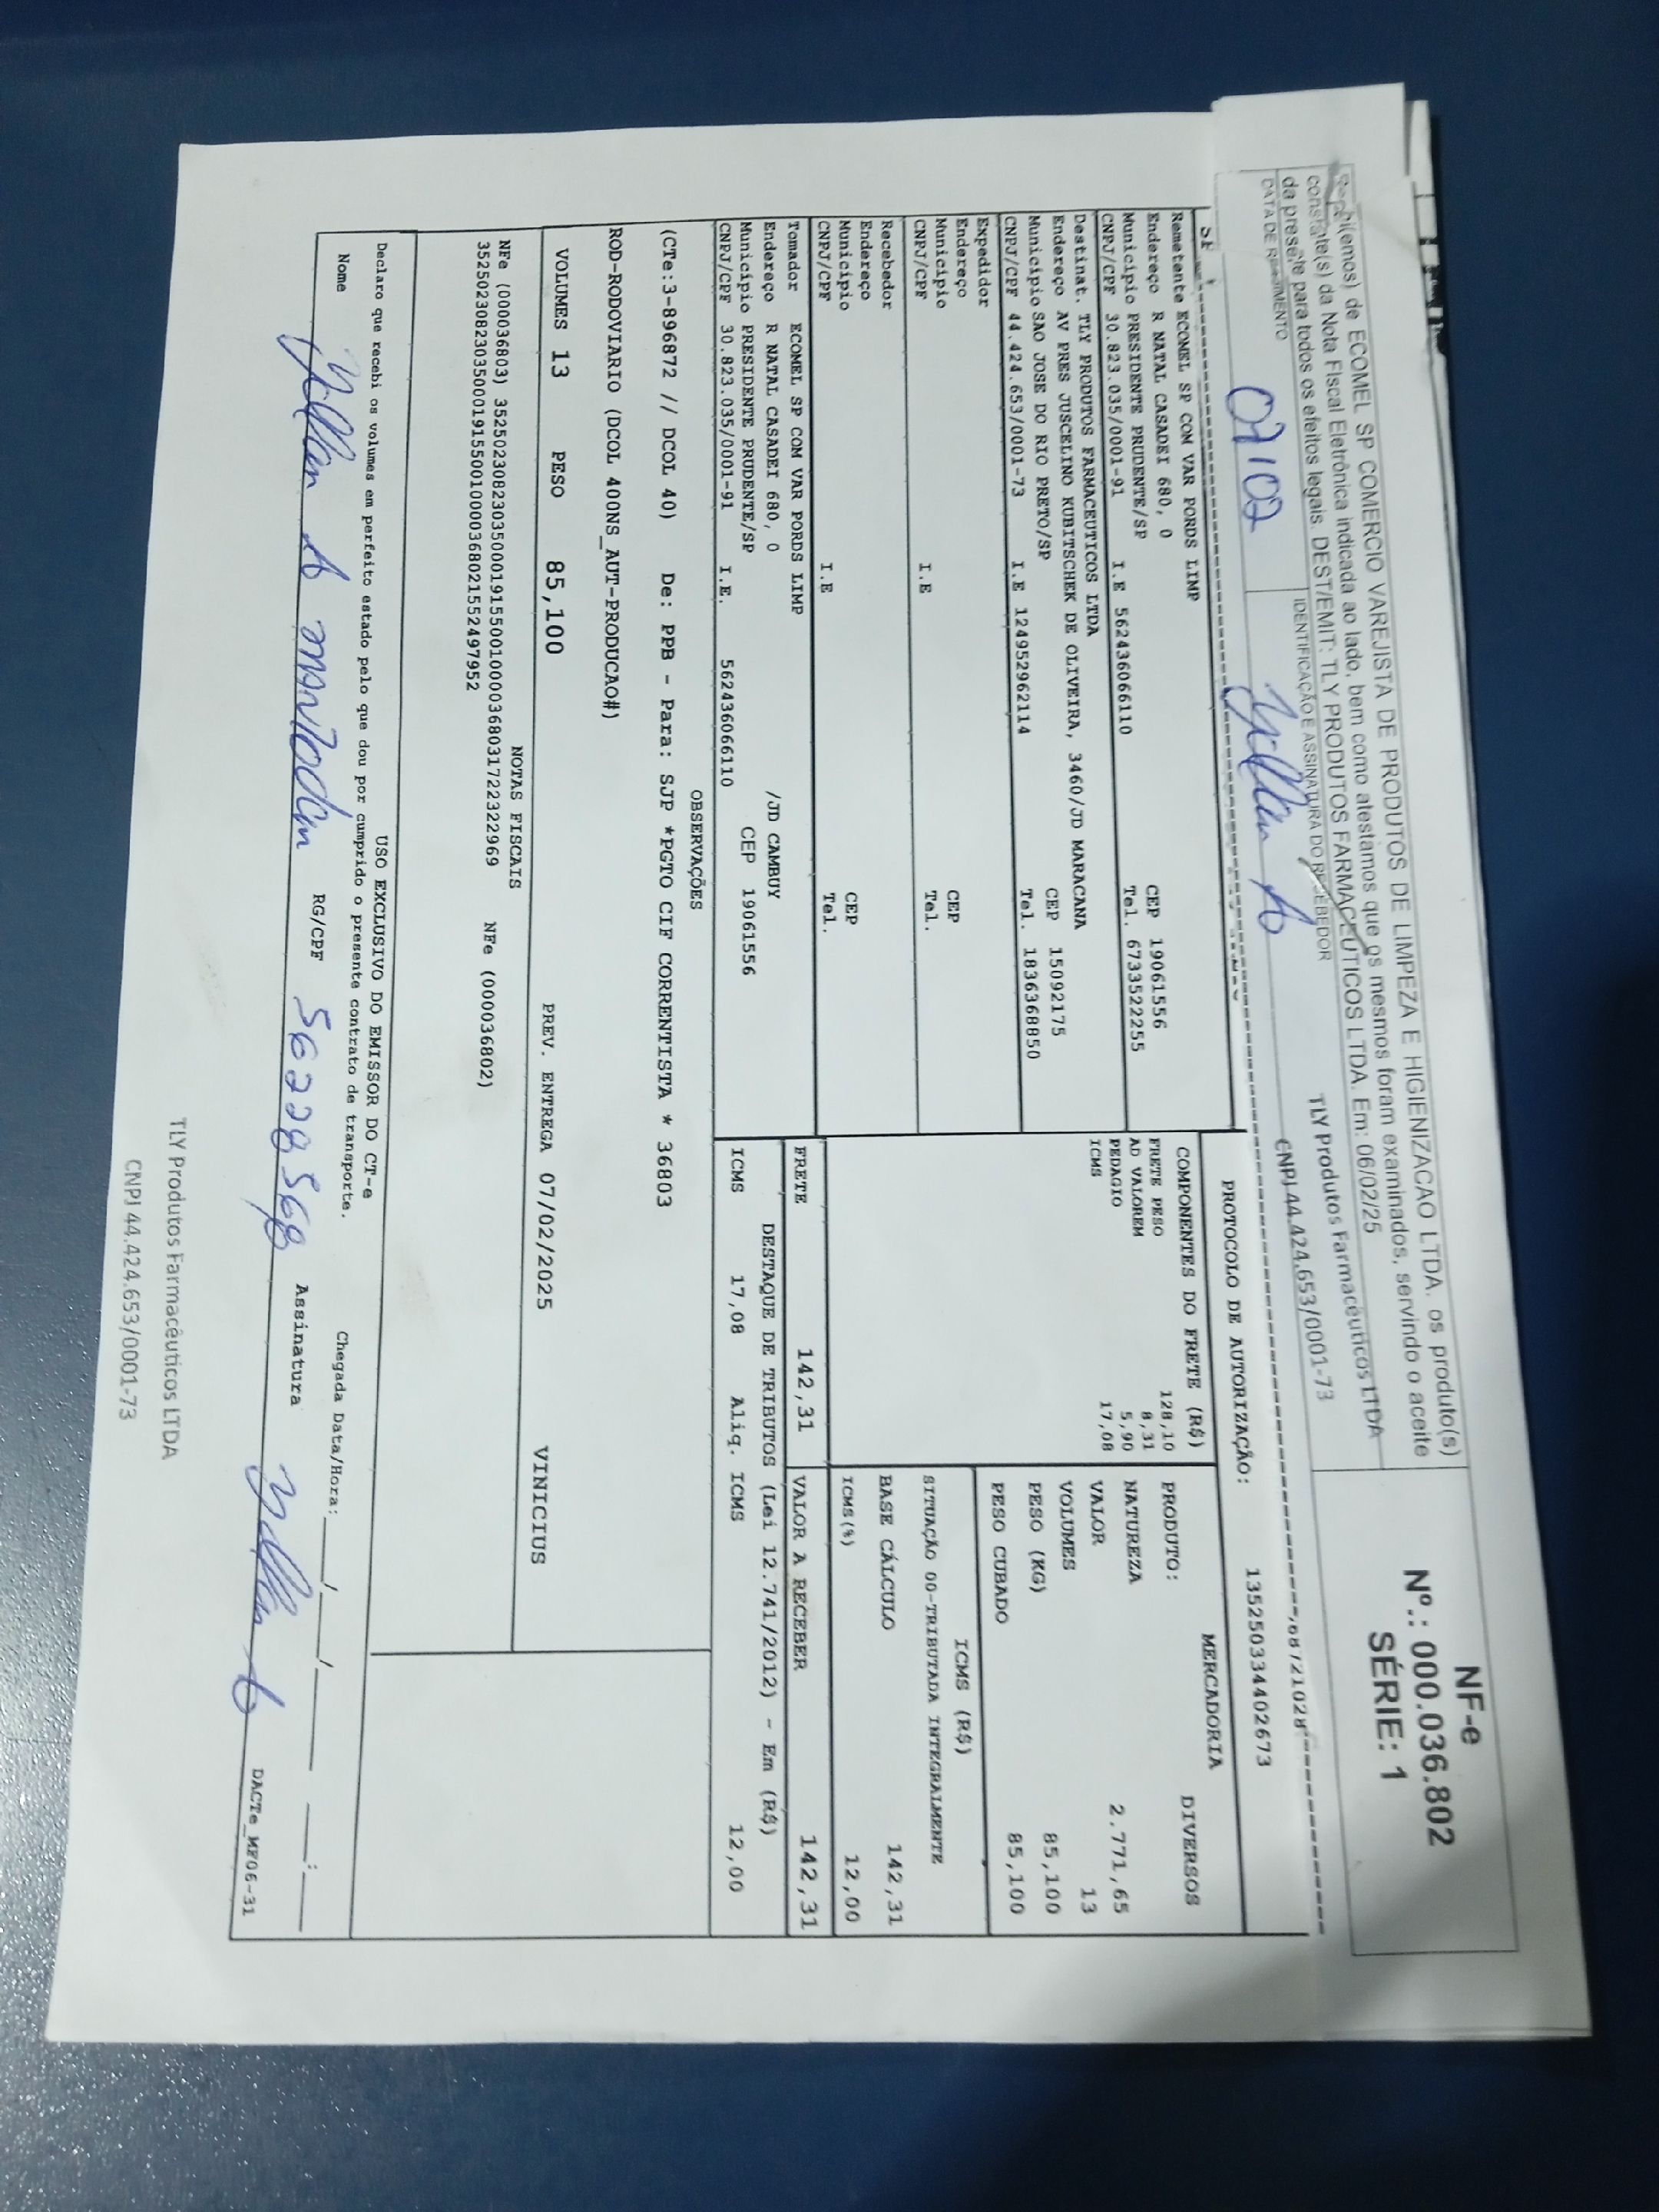 Receb(emos) de ECOMEL SP COMERCIO VAREJISTA DE PRODUTOS DE LIMPEZA E HIGIENIZACAO LTDA. os produto(s)
constante(s) da Nota Fiscal Eletrônica indicada ao lado, bem como atestamos que os mesmos foram examinados, servindo o aceite
da presente para todos os efeitos legais. DEST/EMIT: TLY PRODUTOS FARMACEUTICOS LTDA. Em: 06/02/25
NF-e
Nº.: 000.036.802
SÉRIE: 1
DATA DE RECEBIMENTO
IDENTIFICAÇÃO E ASSINATURA DO RECEBEDOR
07/02
TLY Produtos Farmacêuticos LTDA
CNPJ 44.424.653/0001-73
PROTOCOLO DE AUTORIZAÇÃO: 135250334402673
Remetente ECOMEL SP COM VAR PORDS LIMP
Endereço R NATAL CASADEI 680, 0 CEP 19061556
Município PRESIDENTE PRUDENTE/SP Tel. 673352255
CNPJ/CPF 30.823.035/0001-91 I.E 562436066110
Destinat. TLY PRODUTOS FARMACEUTICOS LTDA
Endereço AV PRES JUSCELINO KUBITSCHEK DE OLIVEIRA, 3460/JD MARACANA
CEP 15092175
Município SAO JOSE DO RIO PRETO/SP Tel. 1836368850
CNPJ/CPF 44.424.653/0001-73 I.E 124952962114
Expedidor
Endereço CEP
Município Tel.
CNPJ/CPF I.E
Recebedor
Endereço CEP
Município Tel.
CNPJ/CPF I.E
Tomador ECOMEL SP COM VAR PORDS LIMP
Endereço R NATAL CASADEI 680, 0 /JD CAMBUY
Município PRESIDENTE PRUDENTE/SP CEP 19061556
CNPJ/CPF 30.823.035/0001-91 I.E. 562436066110
COMPONENTES DO FRETE (R$)
FRETE PESO 128,10
AD VALOREM 8,31
PEDAGIO 5,90
ICMS 17,08
MERCADORIA
PRODUTO: DIVERSOS
NATUREZA
VALOR 2.771,65
VOLUMES 13
PESO (KG) 85,100
PESO CUBADO 85,100
ICMS (R$)
SITUAÇÃO 00-TRIBUTADA INTEGRALMENTE
BASE CÁLCULO 142,31
ICMS(%) 12,00
FRETE 142,31
VALOR A RECEBER 142,31
DESTAQUE DE TRIBUTOS (Lei 12.741/2012) - Em (R$)
ICMS 17,08 Aliq. ICMS 12,00
OBSERVAÇÕES
(CTe:3-896872 // DCOL 40) De: PPB - Para: SJP *PGTO CIF CORRENTISTA * 36803
ROD-RODOVIARIO (DCOL 400NS_AUT-PRODUCAO#)
VOLUMES 13 PESO 85,100 PREV. ENTREGA 07/02/2025 VINICIUS
NOTAS FISCAIS
NFe (000036803) 35250230823035000191550010000368031722322969 NFe (000036802)
35250230823035000191550010000368021552497952
USO EXCLUSIVO DO EMISSOR DO CT-e
Declaro que recebi os volumes em perfeito estado pelo que dou por cumprido o presente contrato de transporte.
Chegada Data/Hora: ____/____/________ ____:____
Nome RG/CPF 56228568 Assinatura
DACTe_MF06-31
TLY Produtos Farmacêuticos LTDA
CNPJ 44.424.653/0001-73